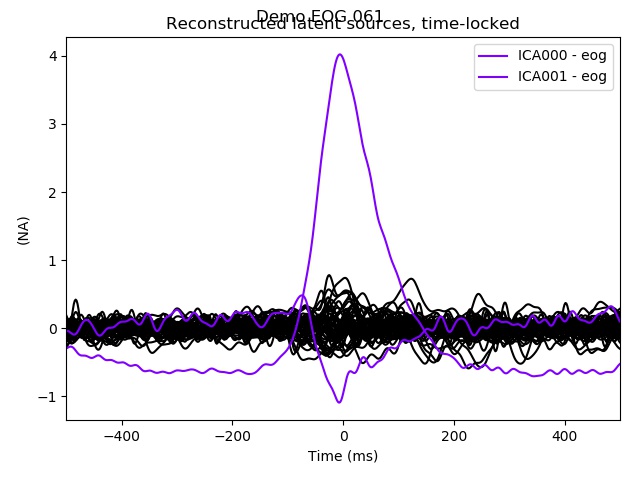 Demo EOG 061
Reconstructed latent sources, time-locked
ICA000 - eog
ICA001 - eog
4
3
2
1
0
−1
(NA)
−400
−200
0
200
400
Time (ms)